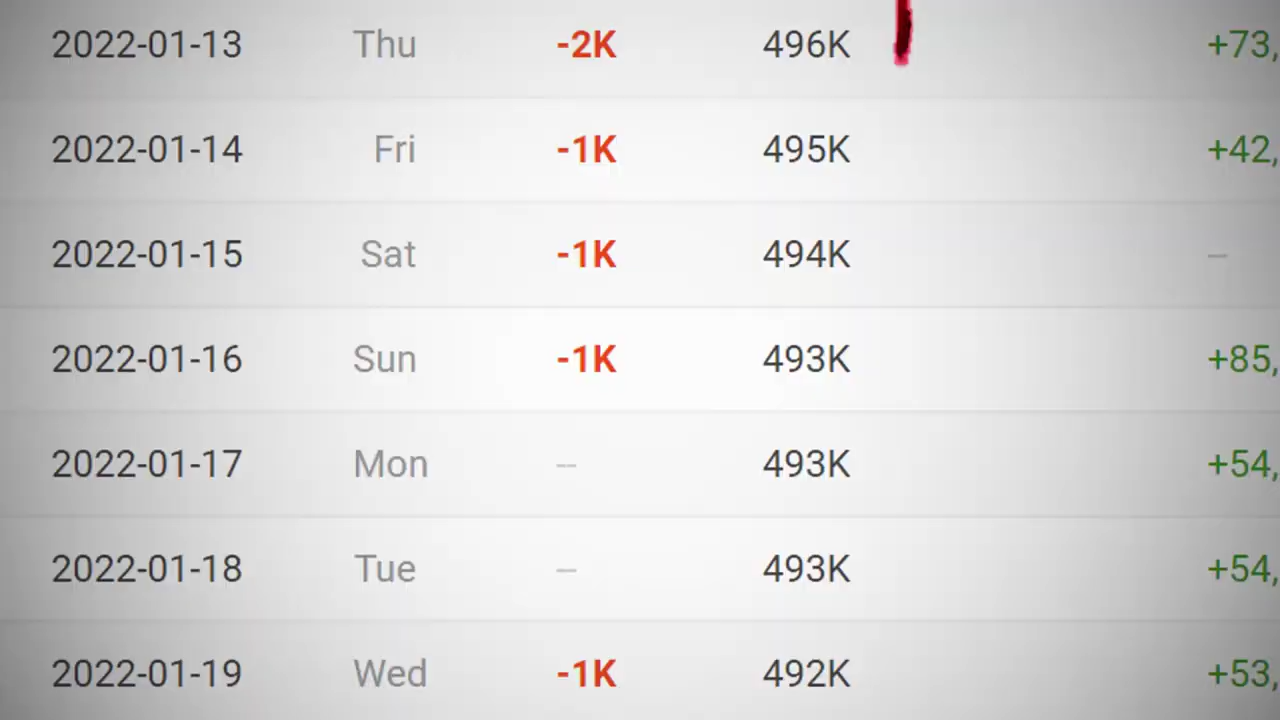 2022-01-13 Thu -2K 496K +73,
2022-01-14 Fri -1K 495K +42,
2022-01-15 Sat -1K 494K --
2022-01-16 Sun -1K 493K +85,
2022-01-17 Mon -- 493K +54,
2022-01-18 Tue -- 493K +54,
2022-01-19 Wed -1K 492K +53,